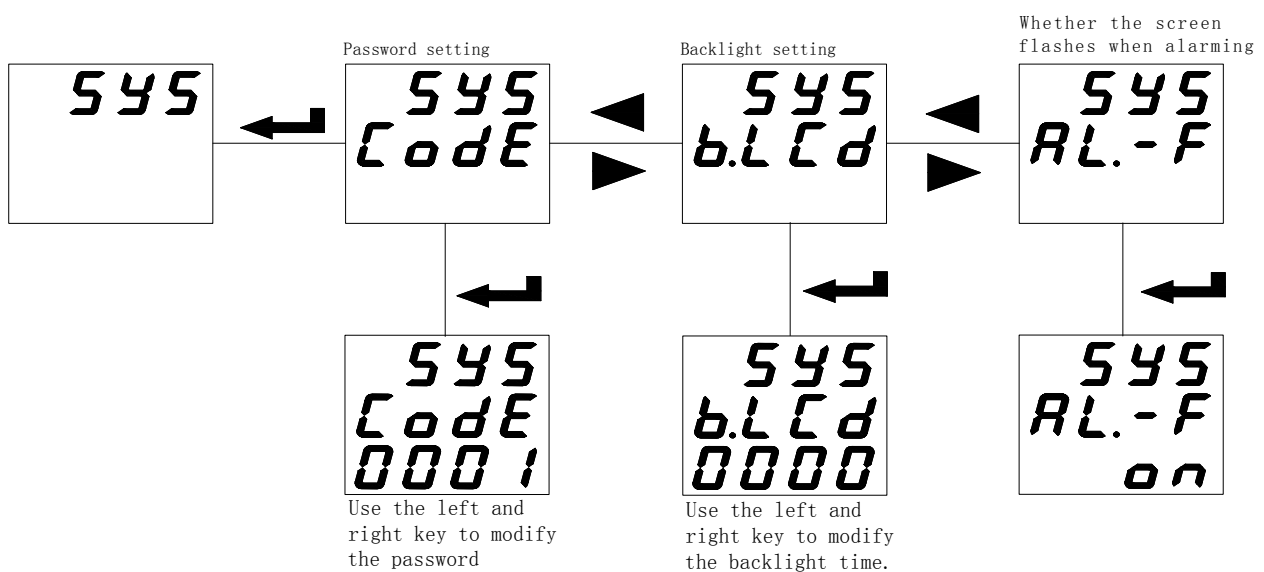 Whether the screen
flashes when alarming
Password setting
Backlight setting
SYS
SYS
CodE
SYS
b.LCd
SYS
AL.-F
SYS
CodE
0001
SYS
b.LCd
0000
SYS
AL.-F
on
Use the left and
right key to modify
the password
Use the left and
right key to modify
the backlight time.